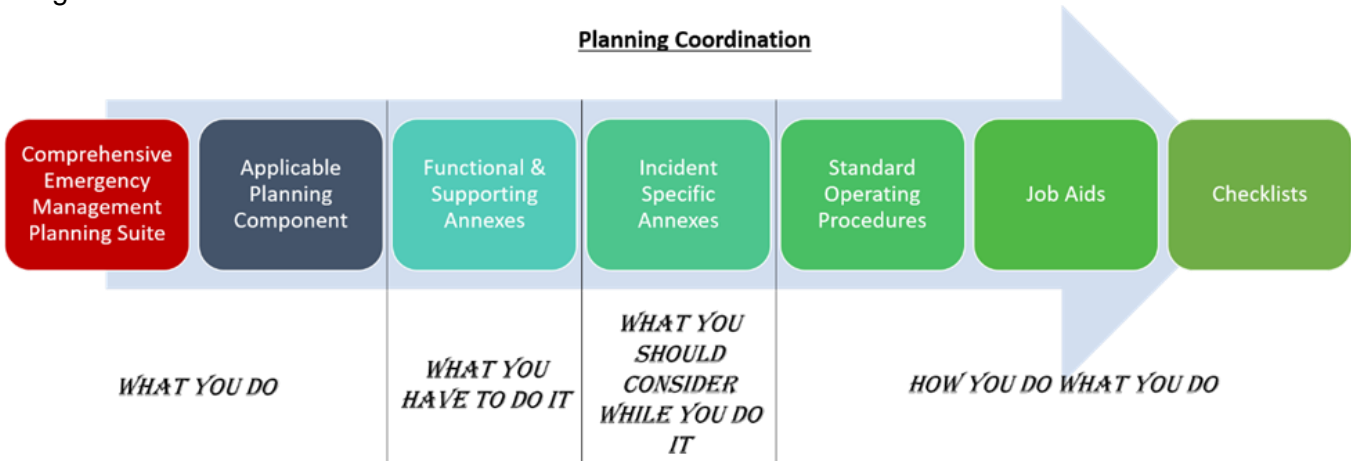 Planning Coordination
Comprehensive
Emergency
Management
Planning Suite
Applicable
Planning
Component
Functional &
Supporting
Annexes
Incident
Specific
Annexes
Standard
Operating
Procedures
Job Aids
Checklists
WHAT YOU DO
WHAT YOU
HAVE TO DO IT
WHAT YOU
SHOULD
CONSIDER
WHILE YOU DO
IT
HOW YOU DO WHAT YOU DO